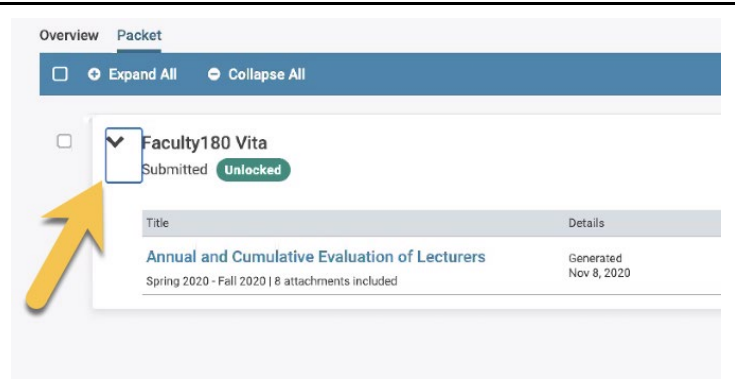 Overview Packet
Expand All Collapse All
Faculty180 Vita
Submitted Unlocked
Title Details
Annual and Cumulative Evaluation of Lecturers Generated
Spring 2020 - Fall 2020 | 8 attachments included Nov 8, 2020